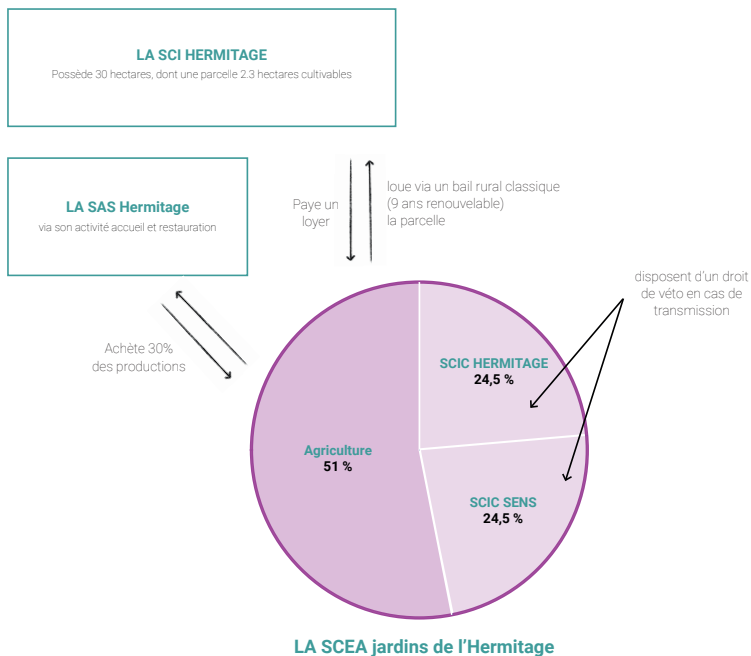 LA SCI HERMITAGE
Possède 30 hectares, dont une parcelle 2.3 hectares cultivables
LA SAS Hermitage
via son activité accueil et restauration
Paye un
loyer
loue via un bail rural classique
(9 ans renouvelable)
la parcelle
disposent d'un droit
de véto en cas de
transmission
Achète 30%
des productions
SCIC HERMITAGE
24,5 %
Agriculture
51 %
SCIC SENS
24,5 %
LA SCEA jardins de l'Hermitage